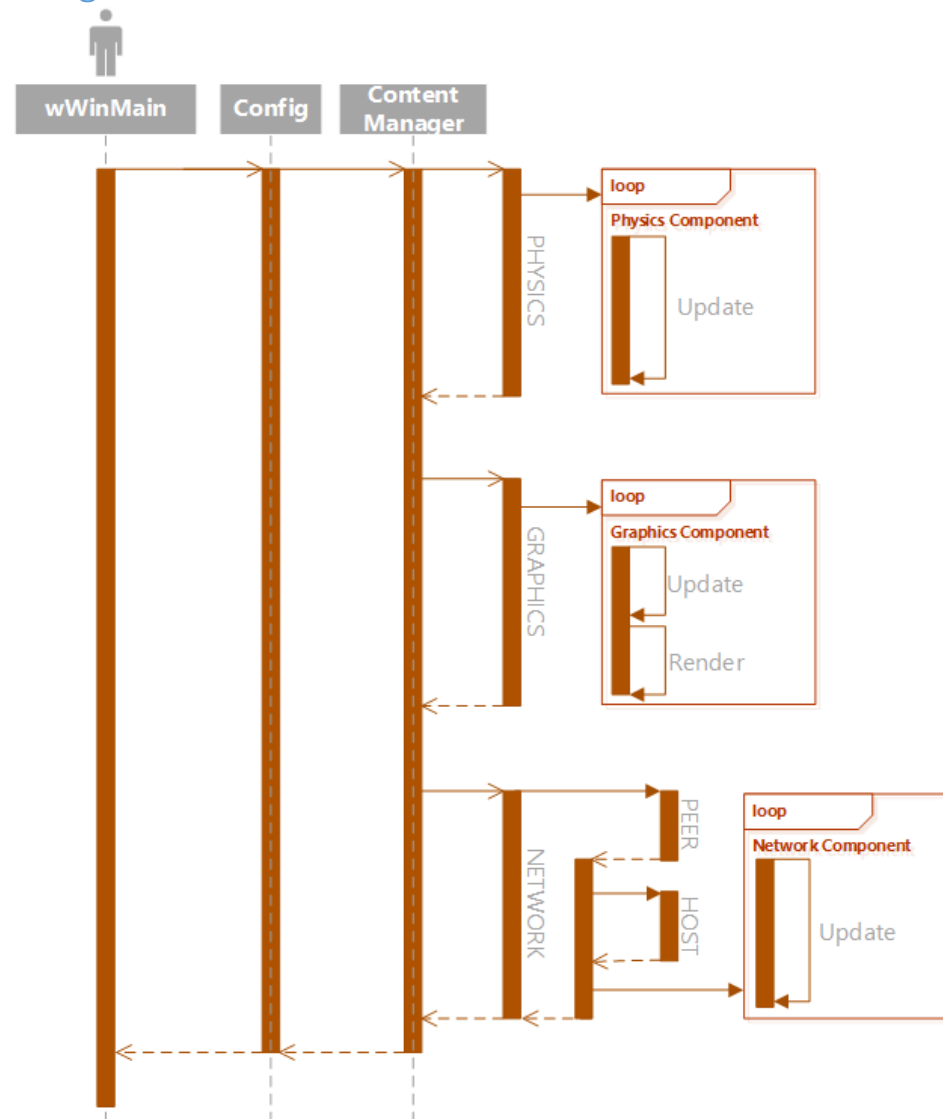 wWinMain
Config
Content
Manager
loop
Physics Component
PHYSICS
Update
loop
Graphics Component
GRAPHICS
Update
Render
PEER
loop
Network Component
NETWORK
HOST
Update